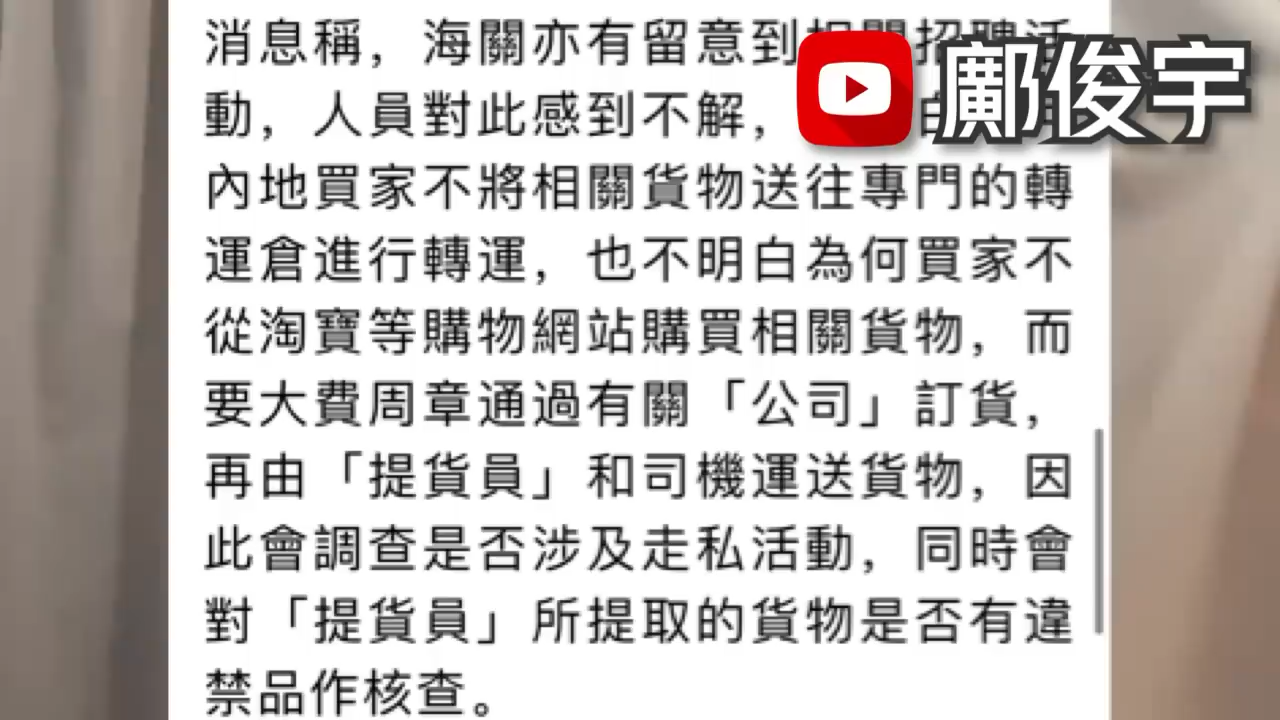 消息稱，海關亦有留意到相關招聘活
鄺俊宇
動，人員對此感到不解，
內地買家不將相關貨物送往專門的轉
運倉進行轉運，也不明白為何買家不
從淘寶等購物網站購買相關貨物，而
要大費周章通過有關「公司」訂貨，
再由「提貨員」和司機運送貨物，因
此會調查是否涉及走私活動，同時會
對「提貨員」所提取的貨物是否有違
禁品作核查。